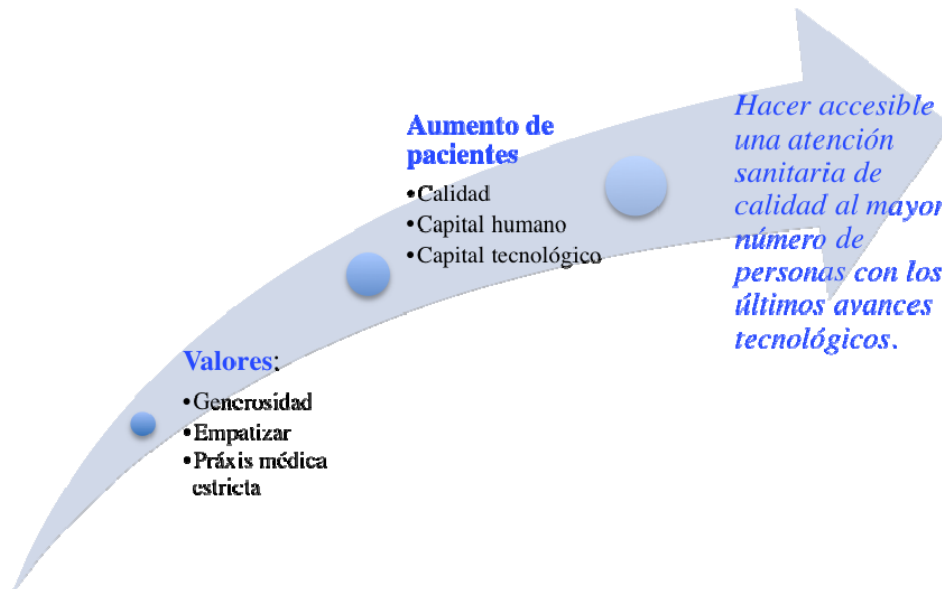 Aumento de
pacientes
•Calidad
•Capital humano
•Capital tecnológico
Hacer accesible
una atención
sanitaria de
calidad al mayor
número de
personas con los
últimos avances
tecnológicos.
Valores:
•Generosidad
•Empatizar
•Práxis médica
estricta